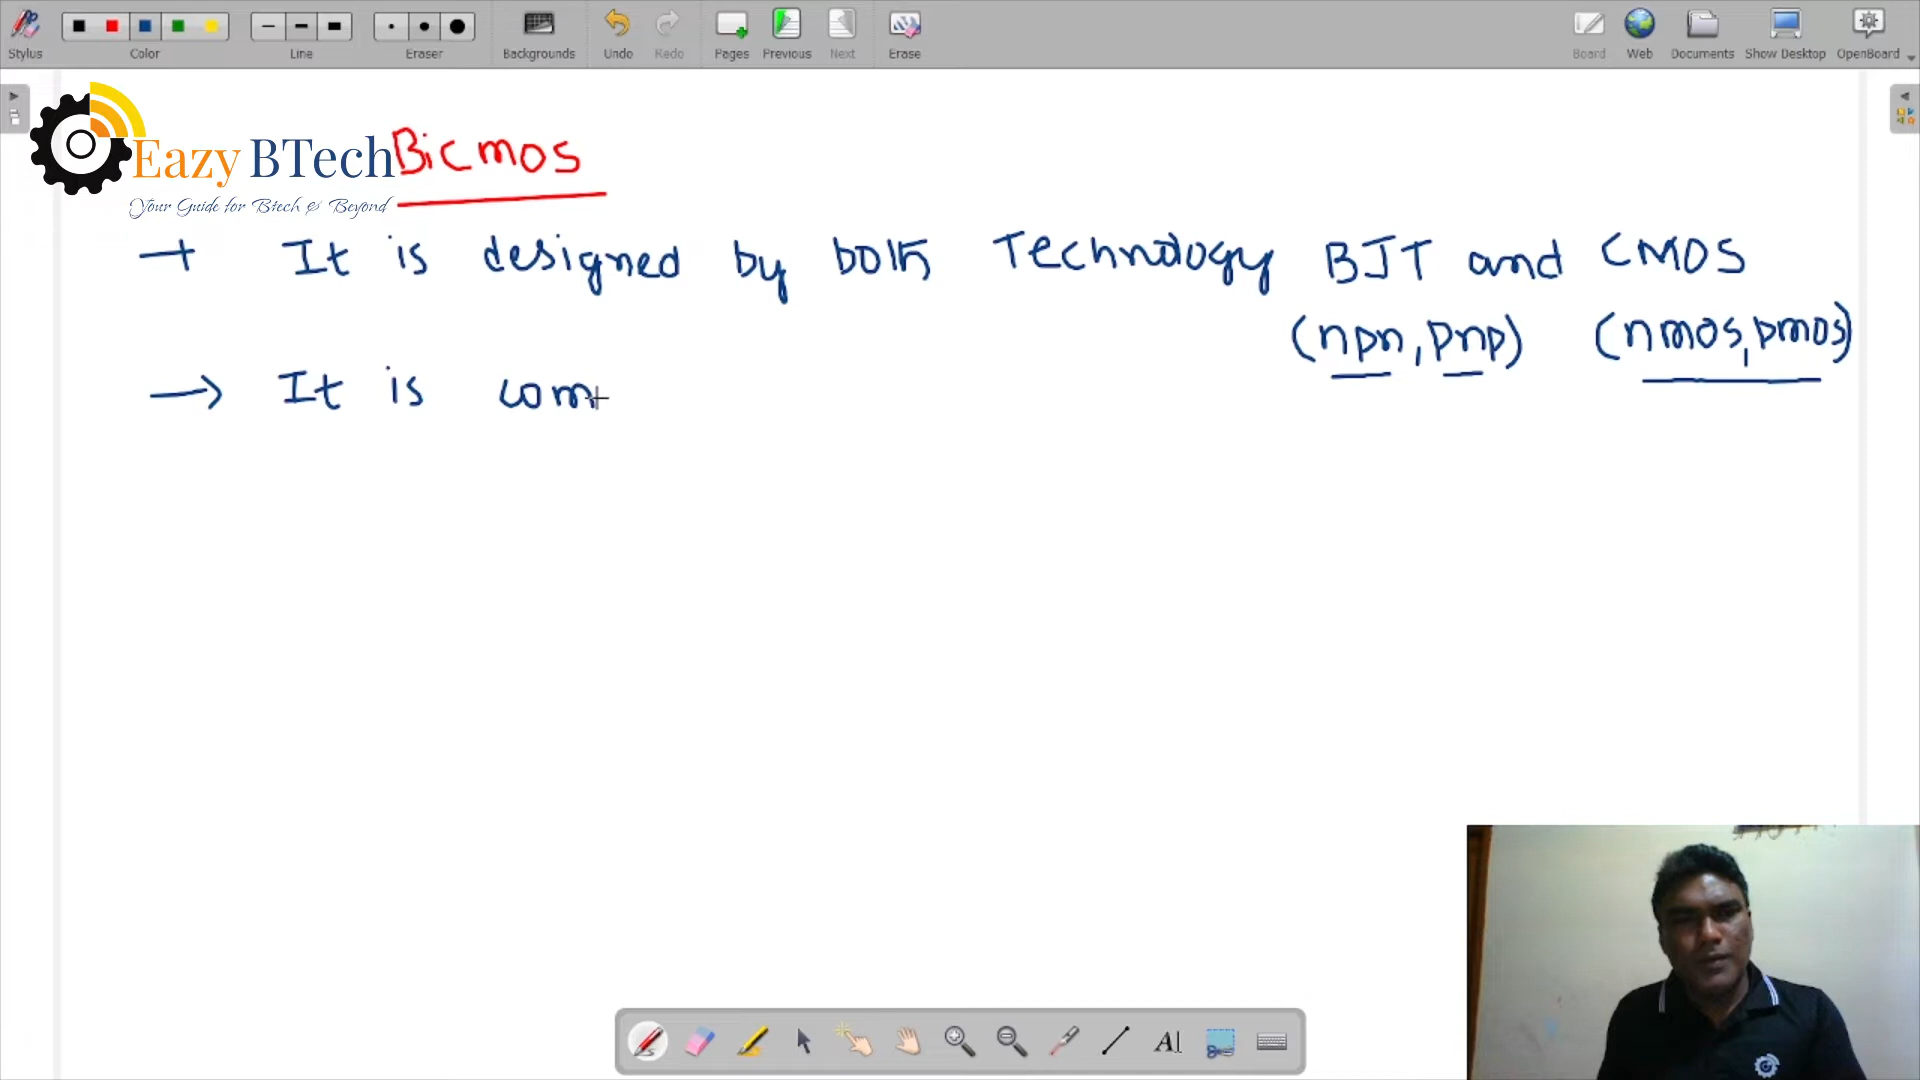 Stylus Color Line Eraser Backgrounds Undo Redo Pages Previous Next Erase Board Web Documents Show Desktop OpenBoard
Eazy BTech Bicmos
Your Guide for Btech & Beyond
→ It is designed by both Technology BJT and CMOS
(npn, pnp) (nmos, pmos)
→ It is com
AI